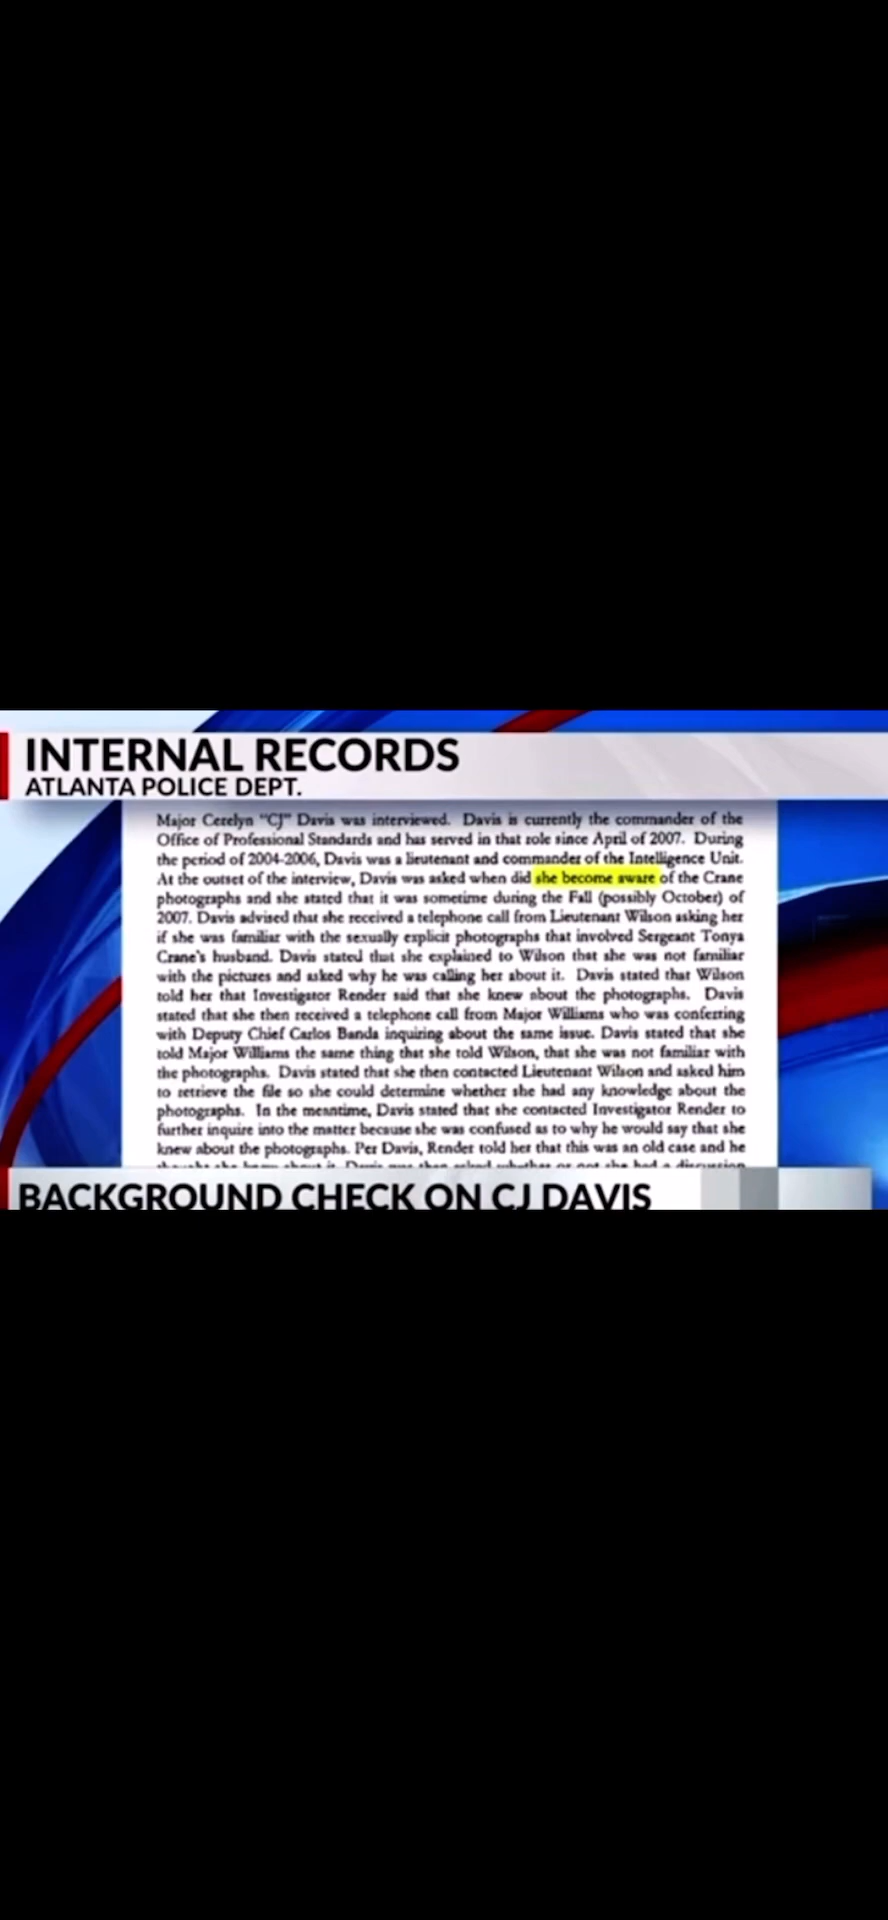 INTERNAL RECORDS
ATLANTA POLICE DEPT.
Major Cerelyn "CJ" Davis was interviewed. Davis is currently the commander of the
Office of Professional Standards and has served in that role since April of 2007. During
the period of 2004-2006, Davis was a lieutenant and commander of the Intelligence Unit.
At the outset of the interview, Davis was asked when did she become aware of the Crane
photographs and she stated that it was sometime during the Fall (possibly October) of
2007. Davis advised that she received a telephone call from Lieutenant Wilson asking her
if she was familiar with the sexually explicit photographs that involved Sergeant Tonya
Crane's husband. Davis stated that she explained to Wilson that she was not familiar
with the pictures and asked why he was calling her about it. Davis stated that Wilson
told her that Investigator Render said that she knew about the photographs. Davis
stated that she then received a telephone call from Major Williams who was conferring
with Deputy Chief Carlos Banda inquiring about the same issue. Davis stated that she
told Major Williams the same thing that she told Wilson, that she was not familiar with
the photographs. Davis stated that she then contacted Lieutenant Wilson and asked him
to retrieve the file so she could determine whether she had any knowledge about the
photographs. In the meantime, Davis stated that she contacted Investigator Render to
further inquire into the matter because she was confused as to why he would say that she
knew about the photographs. Per Davis, Render told her that this was an old case and he
BACKGROUND CHECK ON CJ DAVIS